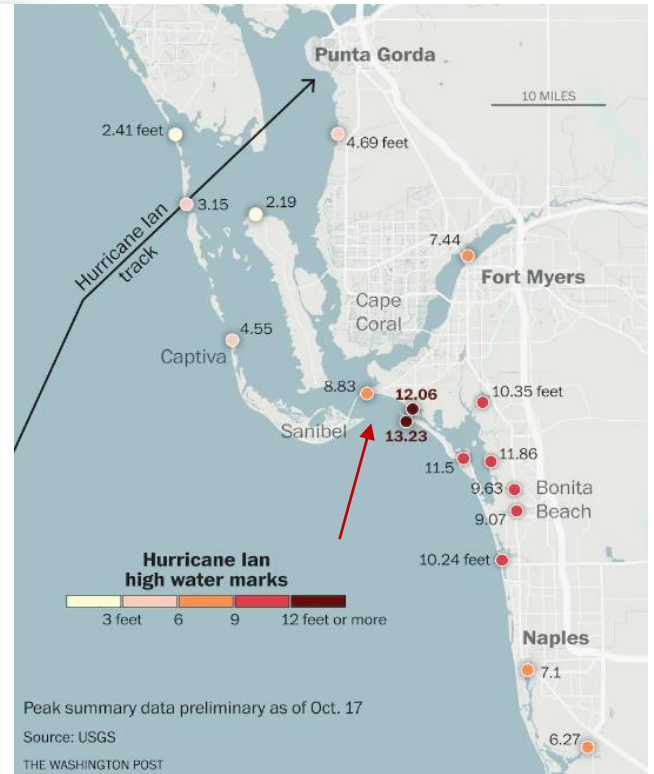 Punta Gorda
10 MILES
2.41 feet
4.69 feet
3.15
2.19
Hurricane Ian
track
7.44
Fort Myers
Cape
Coral
4.55
Captiva
8.83
12.06
10.35 feet
Sanibel
13.23
11.5
11.86
9.63
Bonita
Beach
9.07
Hurricane Ian
high water marks
10.24 feet
3 feet 6 9 12 feet or more
Naples
7.1
Peak summary data preliminary as of Oct. 17
6.27
Source: USGS
THE WASHINGTON POST